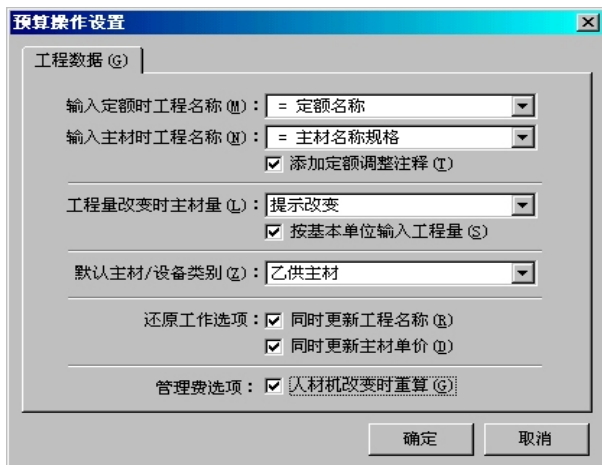 预算操作设置
工程数据(G)
输入定额时工程名称(M)： = 定额名称
输入主材时工程名称(N)： = 主材名称规格
添加定额调整注释(T)
工程量改变时主材量(L)：提示改变
按基本单位输入工程量(S)
默认主材/设备类别(Z)：乙供主材
还原工作选项： 同时更新工程名称(R)
同时更新主材单价(D)
管理费选项： 人材机改变时重算(G)
确定 取消